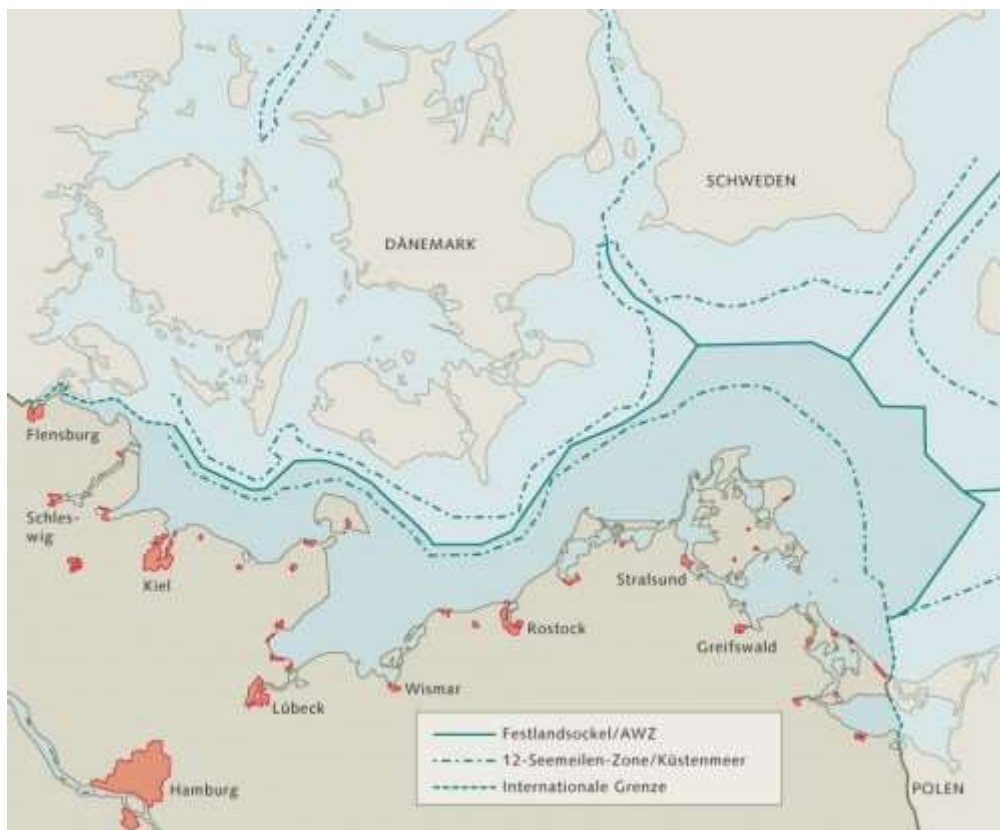 SCHWEDEN
DÄNEMARK
Flensburg
Schles-
wig
Kiel
Stralsund
Rostock
Greifswald
Wismar
Lübeck
Festlandsockel/AWZ
12-Seemeilen-Zone/Küstenmeer
Internationale Grenze
Hamburg
POLEN